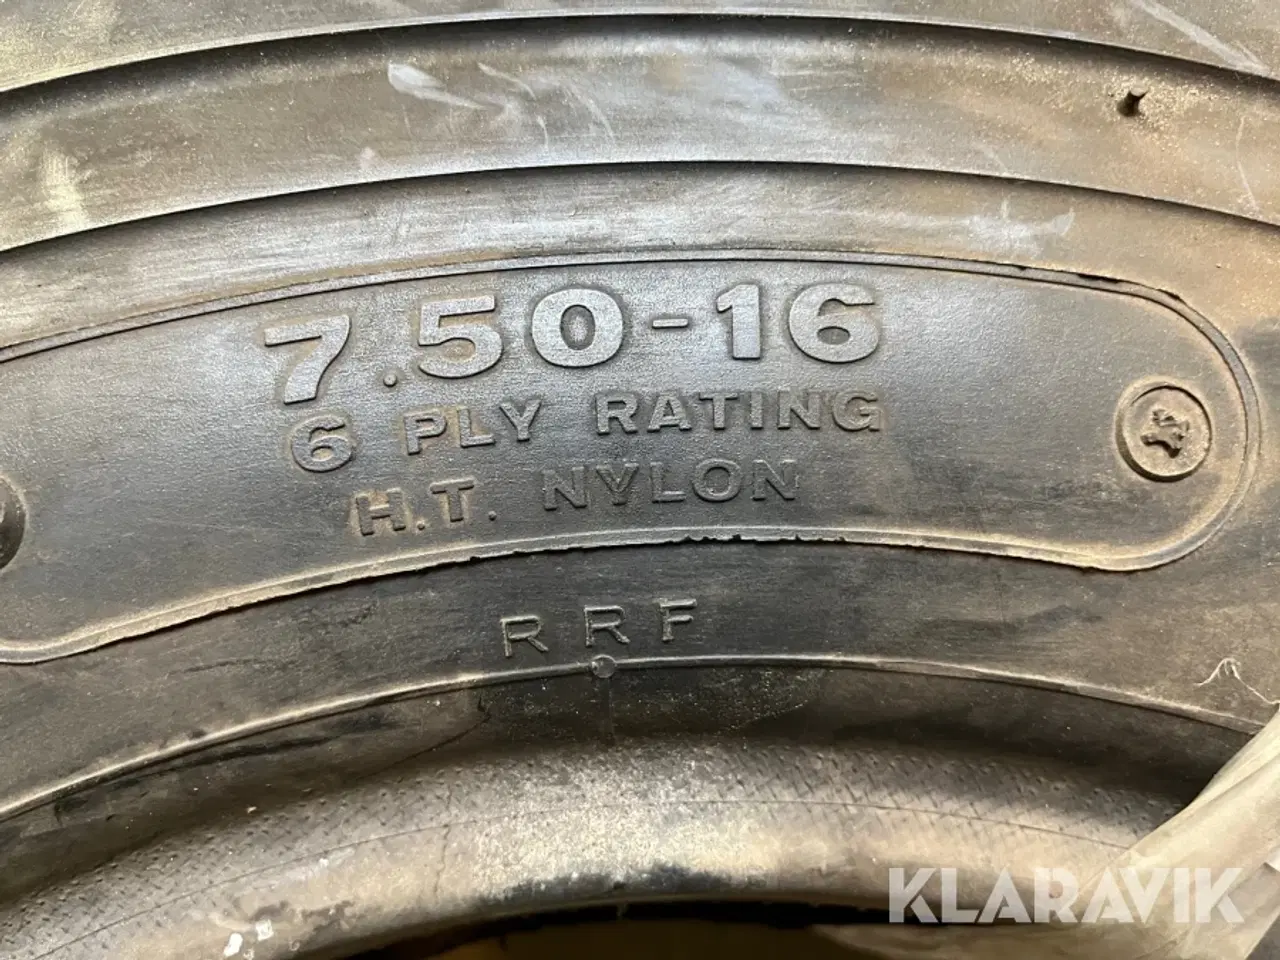 7.50-16
6 PLY RATING
H.T. NYLON
RRF
KLARAVIK